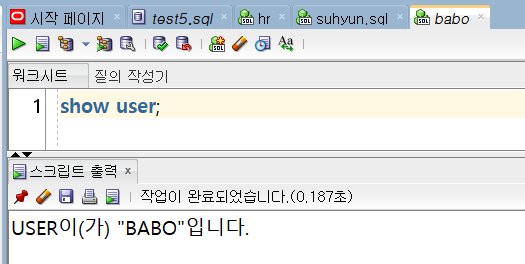 시작 페이지 test5.sql hr suhyun.sql babo
워크시트 질의 작성기
1 show user;
스크립트 출력
작업이 완료되었습니다.(0,187초)
USER이(가) "BABO"입니다.